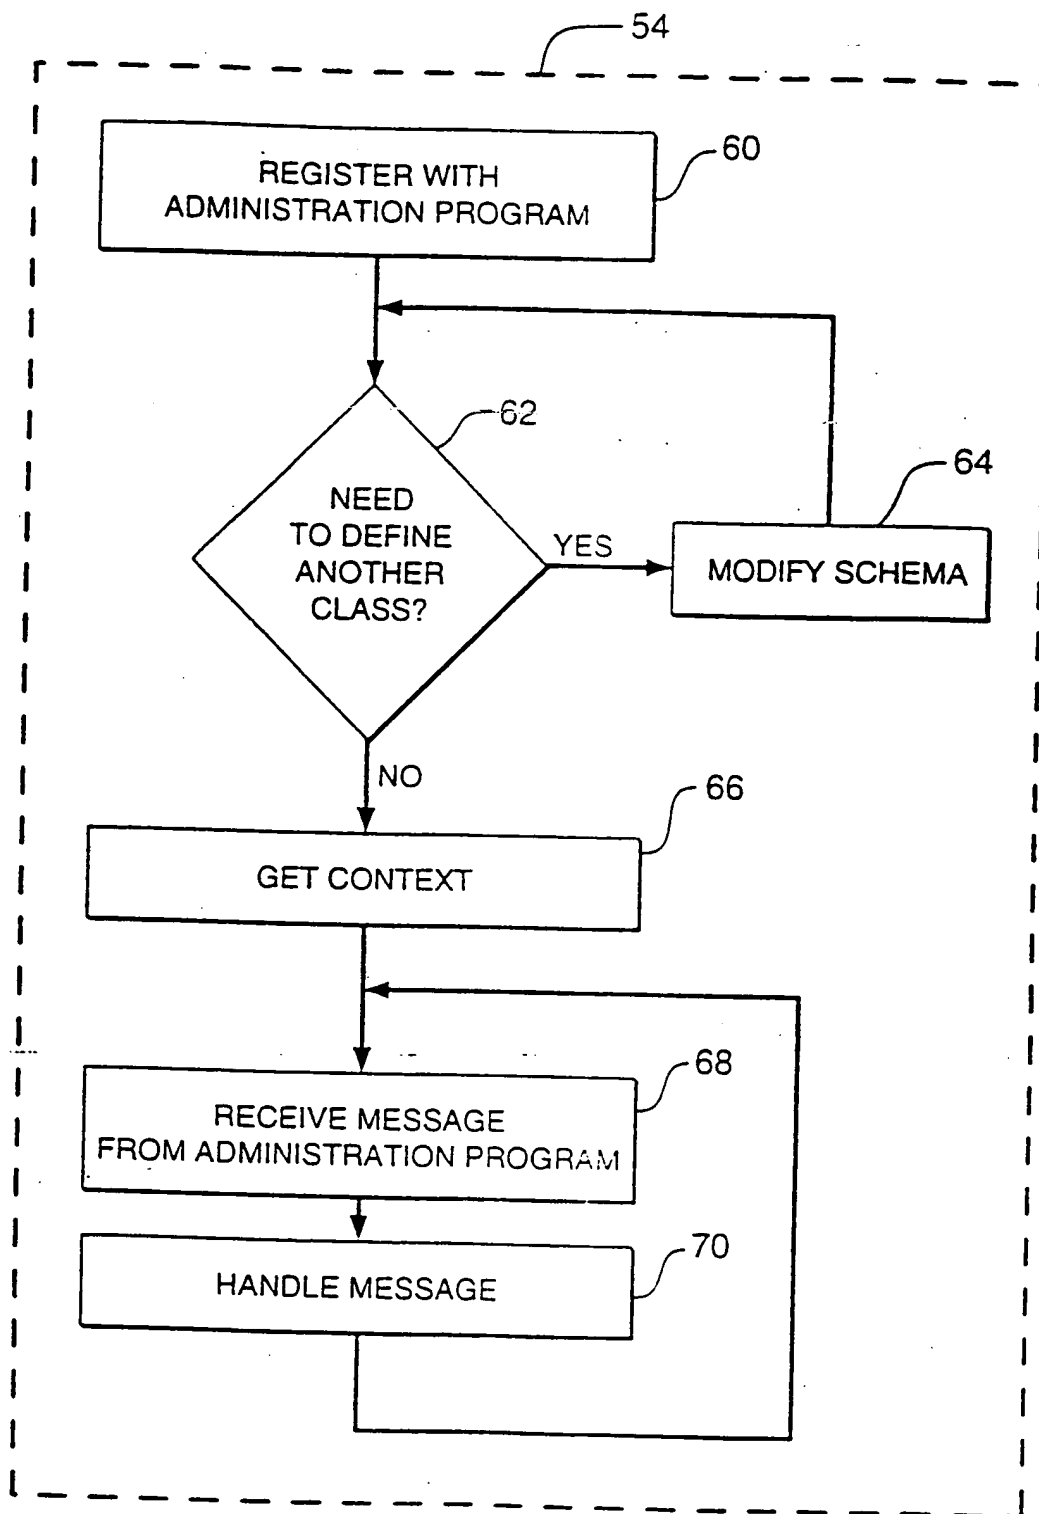 54
REGISTER WITH
ADMINISTRATION PROGRAM
60
62
NEED
TO DEFINE
ANOTHER
CLASS?
YES
64
MODIFY SCHEMA
NO
66
GET CONTEXT
68
RECEIVE MESSAGE
FROM ADMINISTRATION PROGRAM
70
HANDLE MESSAGE